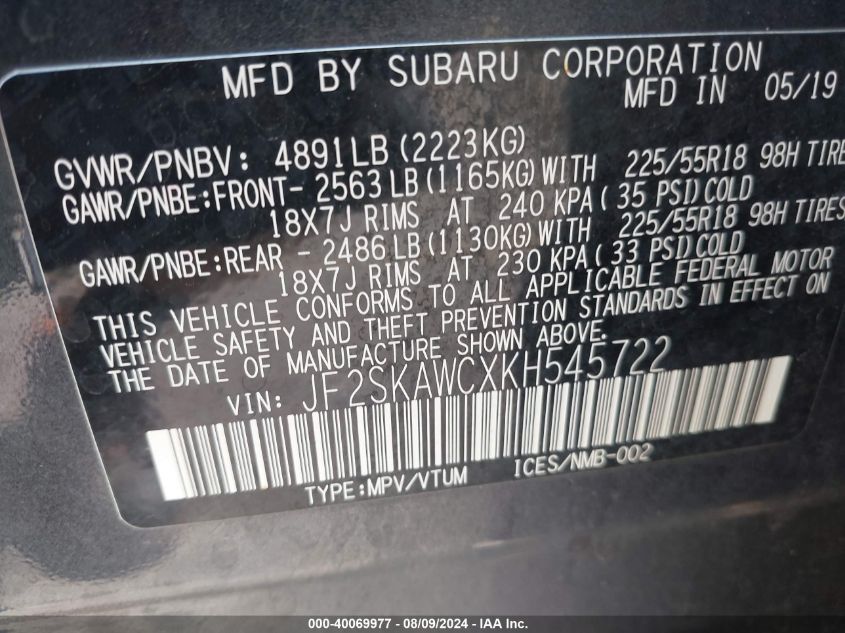 MFD BY SUBARU CORPORATION
MFD IN 05/19
GVWR/PNBV: 4891LB (2223KG)
GAWR/PNBE:FRONT- 2563 LB(1165KG)WITH 225/55R18 98H TIRE
18X7J RIMS AT 240 KPA( 35 PSI)COLD
GAWR/PNBE:REAR - 2486 LB(1130KG)WITH 225/55R18 98H TIRES
18X7J RIMS AT 230 KPA( 33 PSI)COLD
THIS VEHICLE CONFORMS TO ALL APPLICABLE FEDERAL MOTOR
VEHICLE SAFETY AND THEFT PREVENTION STANDARDS IN EFFECT ON
THE DATE OF MANUFACTURE SHOWN ABOVE.
VIN: JF2SKAWCXKH545722
TYPE:MPV/VTUM ICES/NMB-002
000-40069977 - 08/09/2024 - IAA Inc.